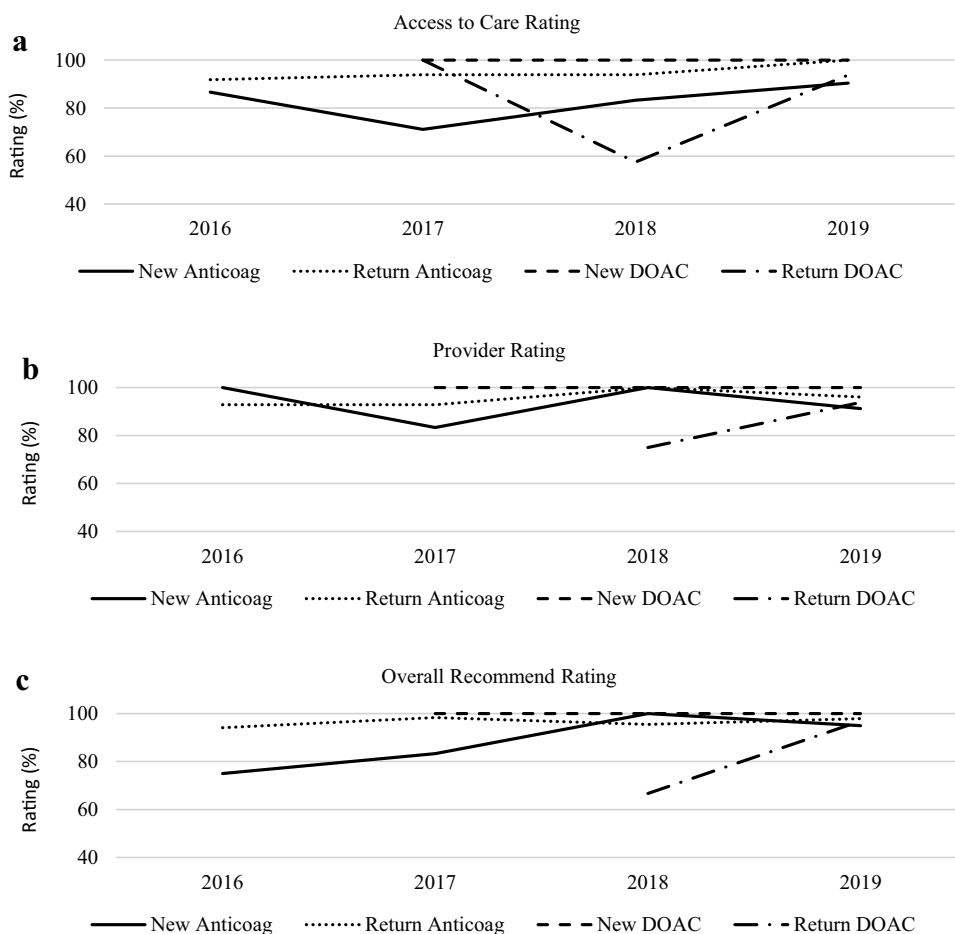 Access to Care Rating
a
100
80
60
40
Rating (%)
2016 2017 2018 2019
New Anticoag Return Anticoag New DOAC Return DOAC
Provider Rating
b
100
80
60
40
Rating (%)
2016 2017 2018 2019
New Anticoag Return Anticoag New DOAC Return DOAC
Overall Recommend Rating
c
100
80
60
40
Rating (%)
2016 2017 2018 2019
New Anticoag Return Anticoag New DOAC Return DOAC